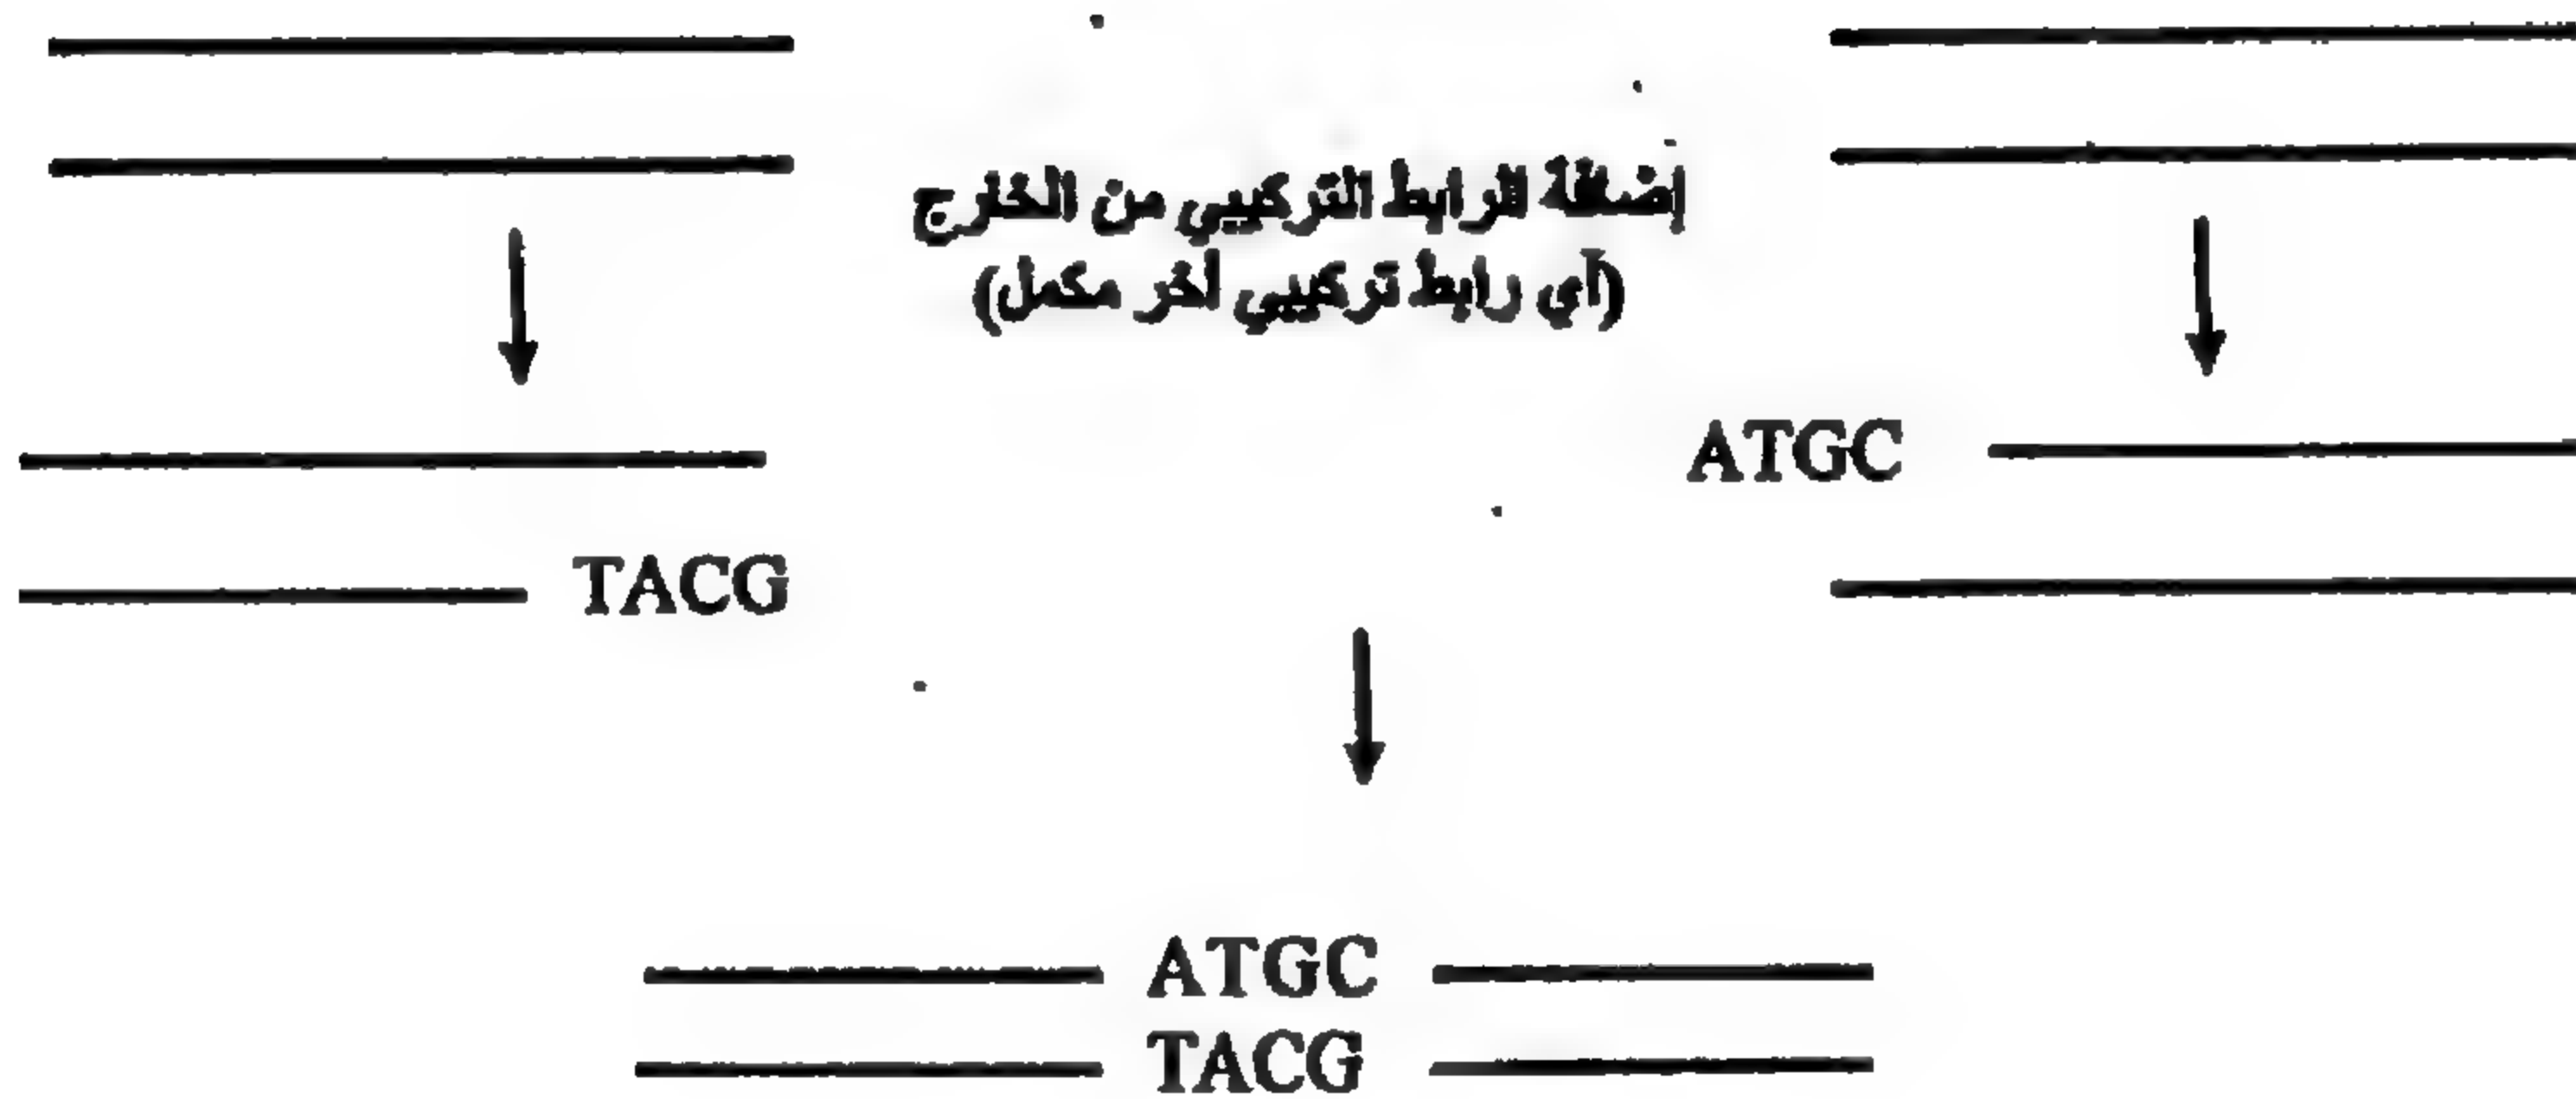 إضافة الرابط التركيبي من الخارج
(أي رابط تركيبي آخر مكمل)
ATGC
TACG
ATGC
TACG